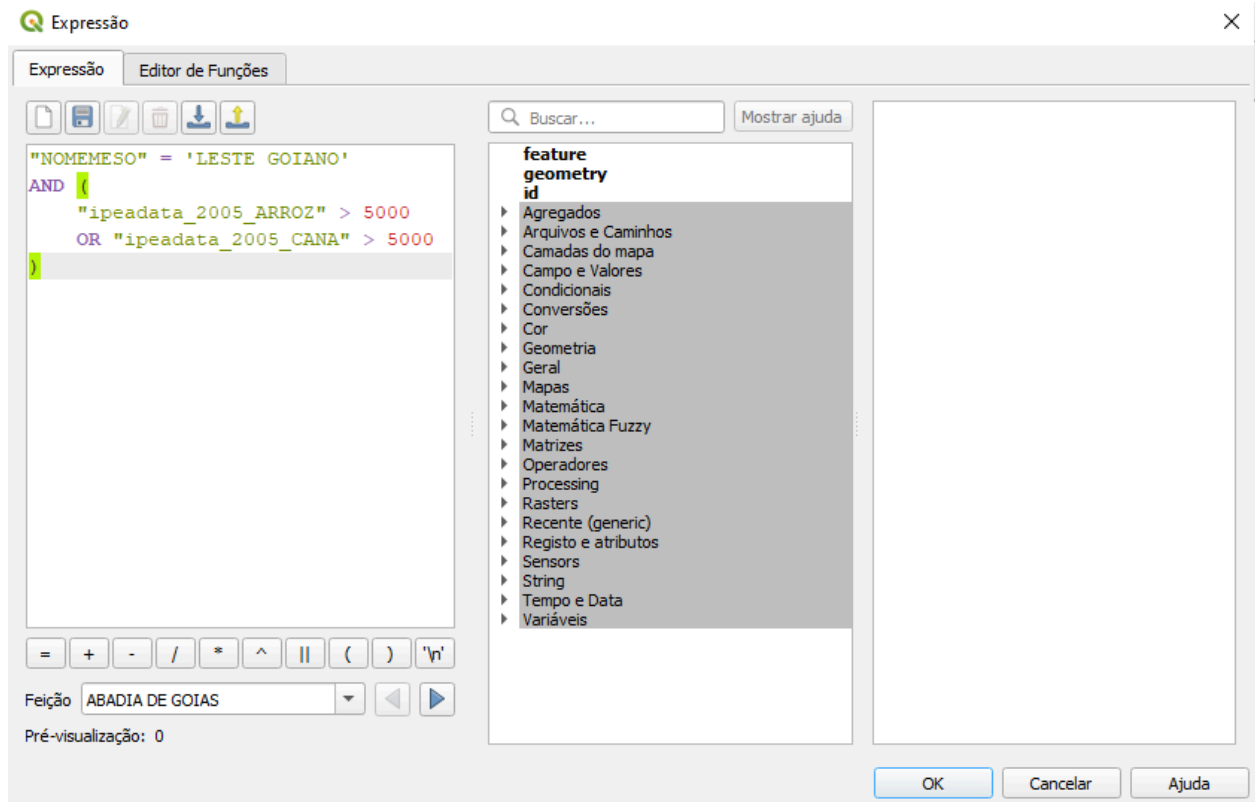 Expressão
Expressão
Editor de Funções
"NOMEMESO" = 'LESTE GOIANO'
AND (
"ipeadata_2005_ARROZ" > 5000
OR "ipeadata_2005_CANA" > 5000
)
= + - / * ^ || ( ) '\n'
Feição ABADIA DE GOIAS
Pré-visualização: 0
Buscar...
Mostrar ajuda
feature
geometry
id
Agregados
Arquivos e Caminhos
Camadas do mapa
Campo e Valores
Condicionais
Conversões
Cor
Geometria
Geral
Mapas
Matemática
Matemática Fuzzy
Matrizes
Operadores
Processing
Rasters
Recente (generic)
Registo e atributos
Sensors
String
Tempo e Data
Variáveis
OK
Cancelar
Ajuda